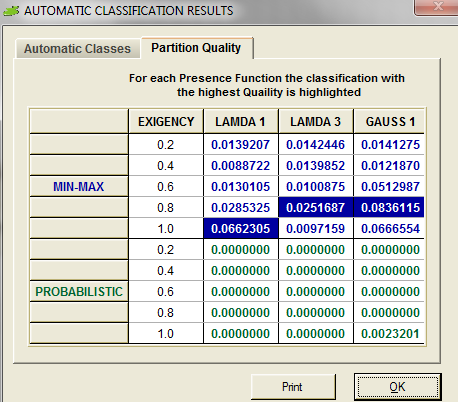 AUTOMATIC CLASSIFICATION RESULTS
Automatic Classes Partition Quality
For each Presence Function the classification with
the highest Quaility is highlighted
EXIGENCY LAMDA 1 LAMDA 3 GAUSS 1
0.2 0.0139207 0.0142446 0.0141275
0.4 0.0088722 0.0139852 0.0121870
MIN-MAX 0.6 0.0130105 0.0100875 0.0512987
0.8 0.0285325 0.0251687 0.0836115
1.0 0.0662305 0.0097159 0.0666554
0.2 0.0000000 0.0000000 0.0000000
0.4 0.0000000 0.0000000 0.0000000
PROBABILISTIC 0.6 0.0000000 0.0000000 0.0000000
0.8 0.0000000 0.0000000 0.0000000
1.0 0.0000000 0.0000000 0.0023201
Print OK